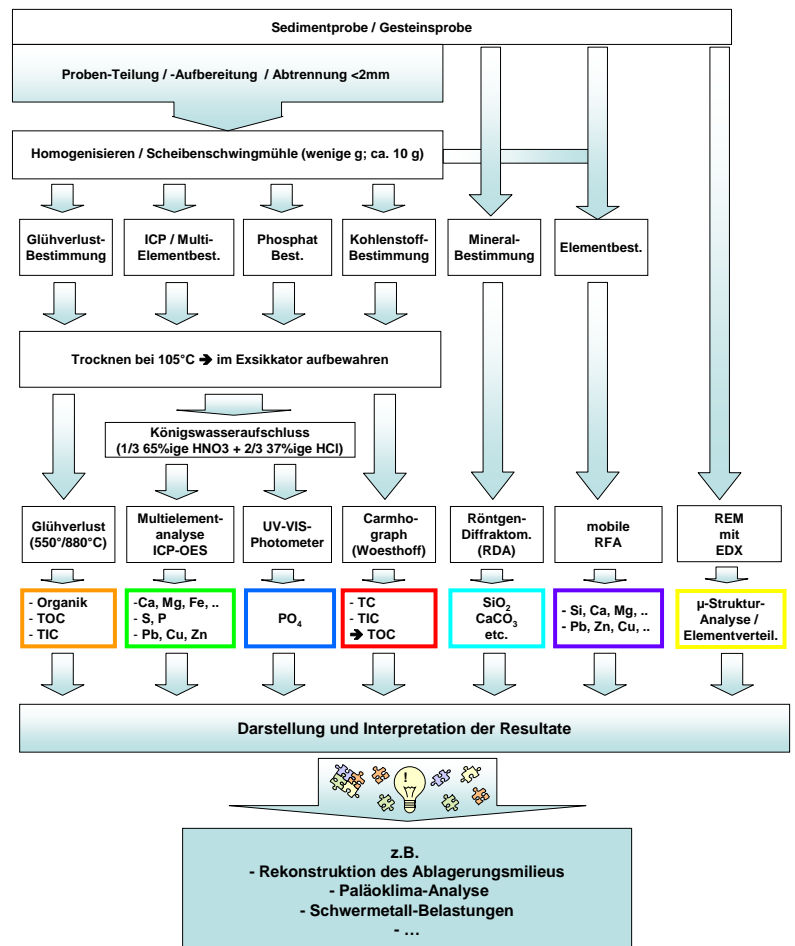 Sedimentprobe / Gesteinsprobe
Proben-Teilung / -Aufbereitung / Abtrennung <2mm
Homogenisieren / Scheibenschwingmühle (wenige g; ca. 10 g)
Glühverlust-
Bestimmung
ICP / Multi-
Elementbest.
Phosphat
Best.
Kohlenstoff-
Bestimmung
Mineral-
Bestimmung
Elementbest.
Trocknen bei 105°C ➔ im Exsikkator aufbewahren
Königswasseraufschluss
(1/3 65%ige HNO3 + 2/3 37%ige HCl)
Glühverlust
(550°/880°C)
Multielement-
analyse
ICP-OES
UV-VIS-
Photometer
Carmho-
graph
(Woesthoff)
Röntgen-
Diffraktom.
(RDA)
mobile
RFA
REM
mit
EDX
- Organik
- TOC
- TIC
-Ca, Mg, Fe, ..
- S, P
- Pb, Cu, Zn
PO4
- TC
- TIC
➔ TOC
SiO2
CaCO3
etc.
- Si, Ca, Mg, ..
- Pb, Zn, Cu, ..
µ-Struktur-
Analyse /
Elementverteil.
Darstellung und Interpretation der Resultate
!
z.B.
- Rekonstruktion des Ablagerungsmilieus
- Paläoklima-Analyse
- Schwermetall-Belastungen
- ...